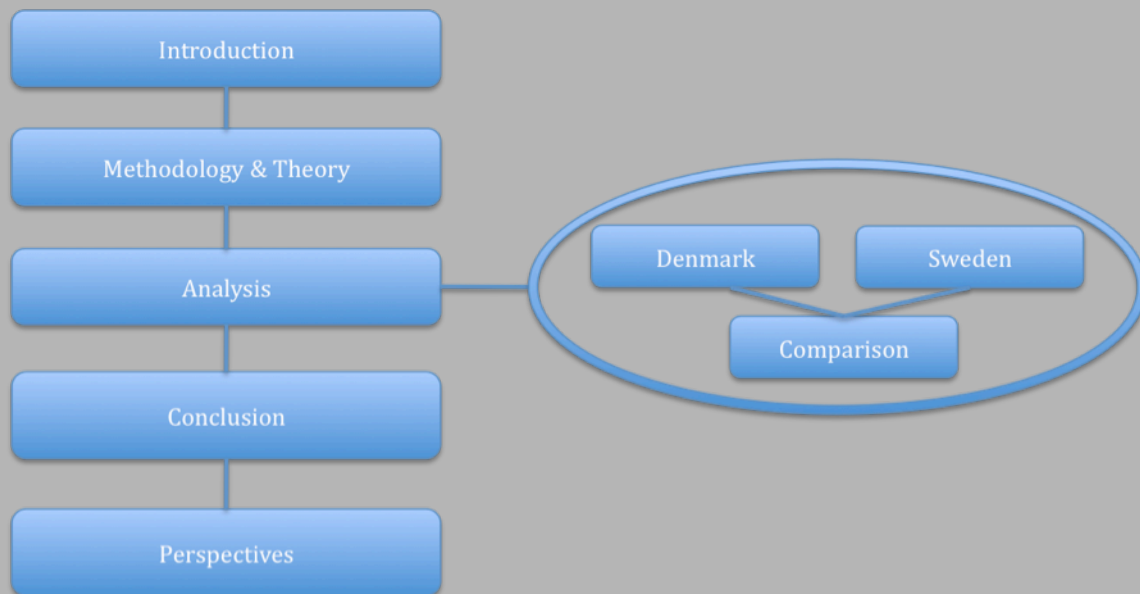 Introduction
Methodology & Theory
Analysis
Denmark
Sweden
Comparison
Conclusion
Perspectives